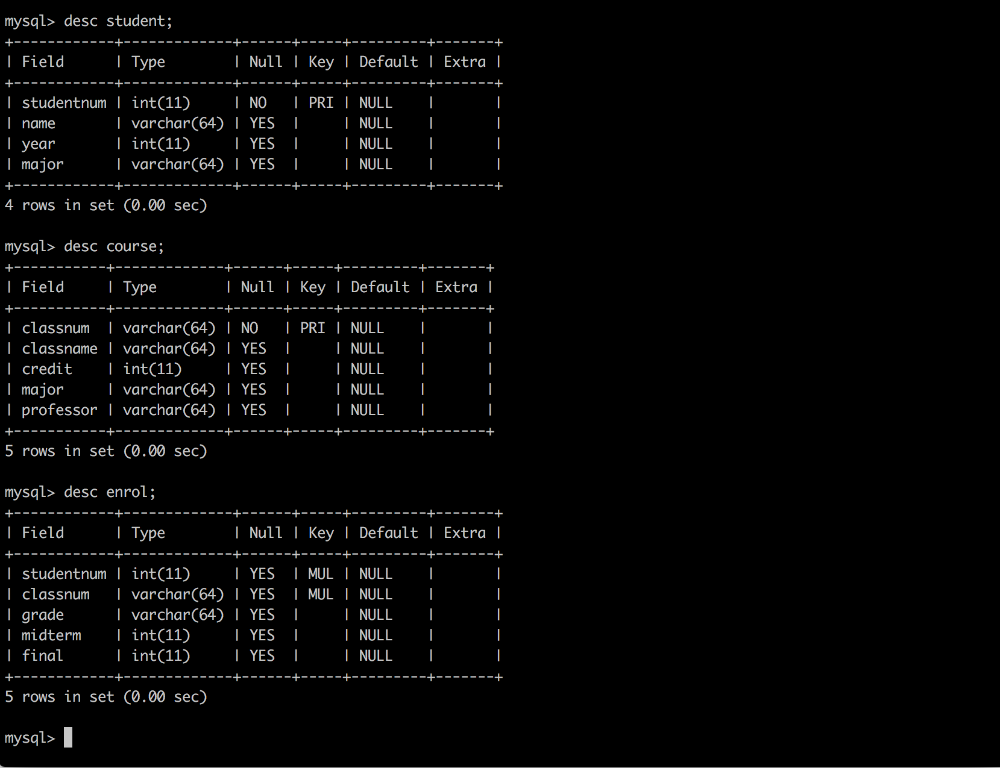 mysql> desc student;
+------------+-------------+------+-----+---------+-------+
| Field      | Type        | Null | Key | Default | Extra |
+------------+-------------+------+-----+---------+-------+
| studentnum | int(11)     | NO   | PRI | NULL    |       |
| name       | varchar(64) | YES  |     | NULL    |       |
| year       | int(11)     | YES  |     | NULL    |       |
| major      | varchar(64) | YES  |     | NULL    |       |
+------------+-------------+------+-----+---------+-------+
4 rows in set (0.00 sec)

mysql> desc course;
+-----------+-------------+------+-----+---------+-------+
| Field     | Type        | Null | Key | Default | Extra |
+-----------+-------------+------+-----+---------+-------+
| classnum  | varchar(64) | NO   | PRI | NULL    |       |
| classname | varchar(64) | YES  |     | NULL    |       |
| credit    | int(11)     | YES  |     | NULL    |       |
| major     | varchar(64) | YES  |     | NULL    |       |
| professor | varchar(64) | YES  |     | NULL    |       |
+-----------+-------------+------+-----+---------+-------+
5 rows in set (0.00 sec)

mysql> desc enrol;
+------------+-------------+------+-----+---------+-------+
| Field      | Type        | Null | Key | Default | Extra |
+------------+-------------+------+-----+---------+-------+
| studentnum | int(11)     | YES  | MUL | NULL    |       |
| classnum   | varchar(64) | YES  | MUL | NULL    |       |
| grade      | varchar(64) | YES  |     | NULL    |       |
| midterm    | int(11)     | YES  |     | NULL    |       |
| final      | int(11)     | YES  |     | NULL    |       |
+------------+-------------+------+-----+---------+-------+
5 rows in set (0.00 sec)

mysql>